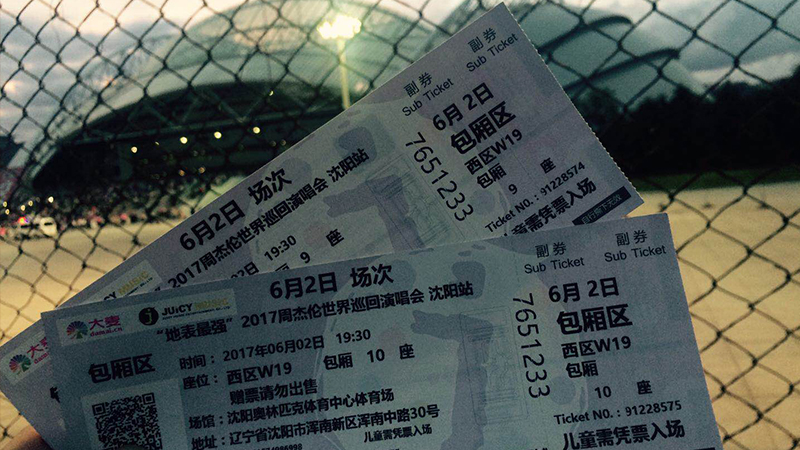 副券
Sub Ticket
6月2日
包厢区
西区W19
包厢
9 座
Ticket NO.: 91228574
儿童需凭票入场
7651233
6月2日 场次
2017周杰伦世界巡回演唱会 沈阳站
19:30
9 座
副券 副券
Sub Ticket Sub Ticket
6月2日
包厢区
西区W19
包厢
10 座
Ticket NO.: 91228575
儿童需凭票入场
7651233
6月2日 场次
大麦 JUICY
"地表最强" 2017周杰伦世界巡回演唱会 沈阳站
包厢区
时间: 2017年06月02日 19:30
座位: 西区W19 包厢 10 座
赠票请勿出售
场馆: 沈阳奥林匹克体育中心体育场
地址: 辽宁省沈阳市浑南新区浑南中路30号
儿童需凭票入场
大麦